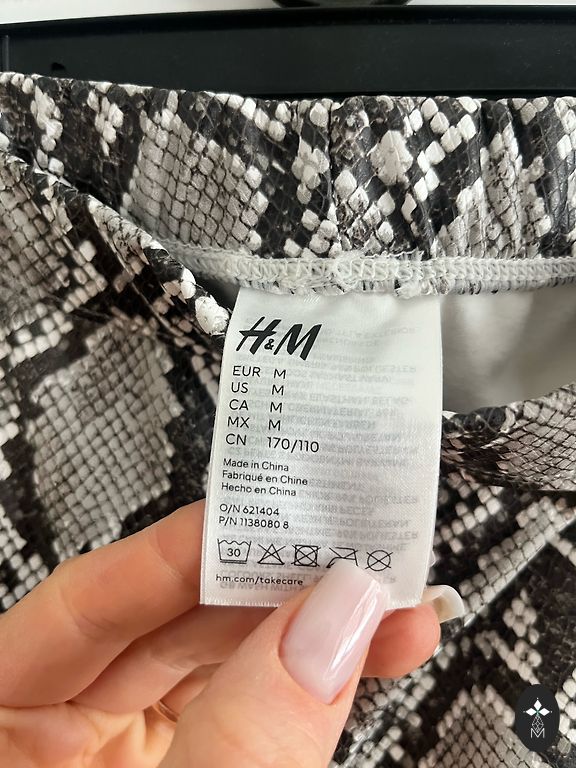 H&M
EUR M
US M
CA M
MX M
CN 170/110
Made in China
Fabriqué en Chine
Hecho en China
O/N 621404
P/N 1138080 8
30
hm.com/takecare